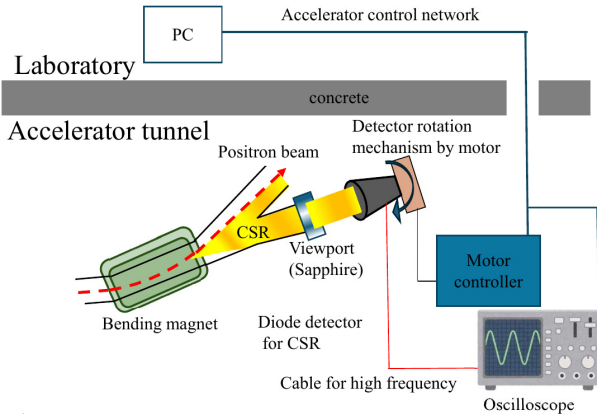 Accelerator control network
PC
Laboratory
concrete
Accelerator tunnel
Detector rotation
mechanism by motor
Positron beam
CSR
Viewport
(Sapphire)
Motor
controller
Bending magnet
Diode detector
for CSR
Cable for high frequency
Oscilloscope